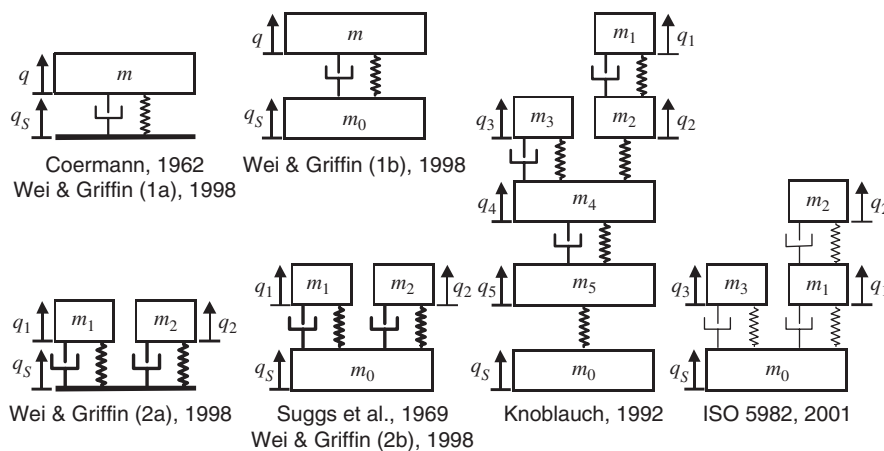 q
m
q_S
Coermann, 1962
Wei & Griffin (1a), 1998
q
m
q_S
m_0
Wei & Griffin (1b), 1998
m_1
q_1
q_3
m_3
m_2
q_2
q_4
m_4
q_5
m_5
q_S
m_0
Knoblauch, 1992
m_2
q_2
q_3
m_3
m_1
q_1
q_S
m_0
ISO 5982, 2001
q_1
m_1
m_2
q_2
q_S
Wei & Griffin (2a), 1998
q_1
m_1
m_2
q_2
q_S
m_0
Suggs et al., 1969
Wei & Griffin (2b), 1998